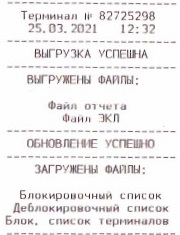 Терминал № 82725298
25.03.2021 12:32
ВЫГРУЗКА УСПЕШНА
ВЫГРУЖЕНЫ ФАЙЛЫ:
Файл отчета
Файл ЭКЛ
ОБНОВЛЕНИЕ УСПЕШНО
ЗАГРУЖЕНЫ ФАЙЛЫ:
Блокировочный список
Деблокировочный список
Блок, список терминалов